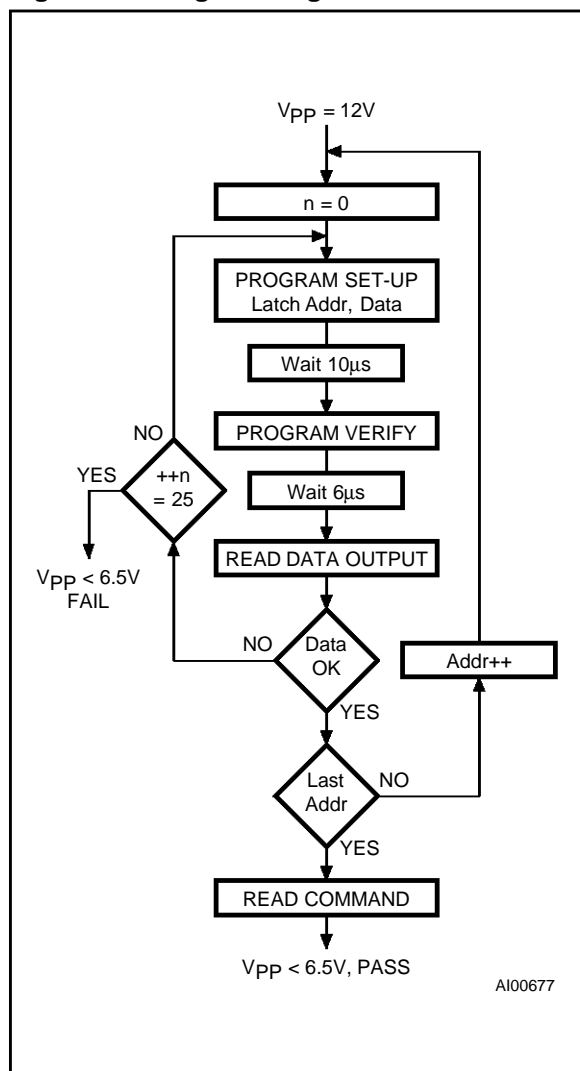 VPP = 12V
n = 0
PROGRAM SET-UP
Latch Addr, Data
Wait 10µs
NO
PROGRAM VERIFY
YES
++n
= 25
Wait 6µs
READ DATA OUTPUT
VPP < 6.5V
FAIL
NO
Data
OK
Addr++
YES
Last
Addr
NO
YES
READ COMMAND
VPP < 6.5V, PASS
AI00677